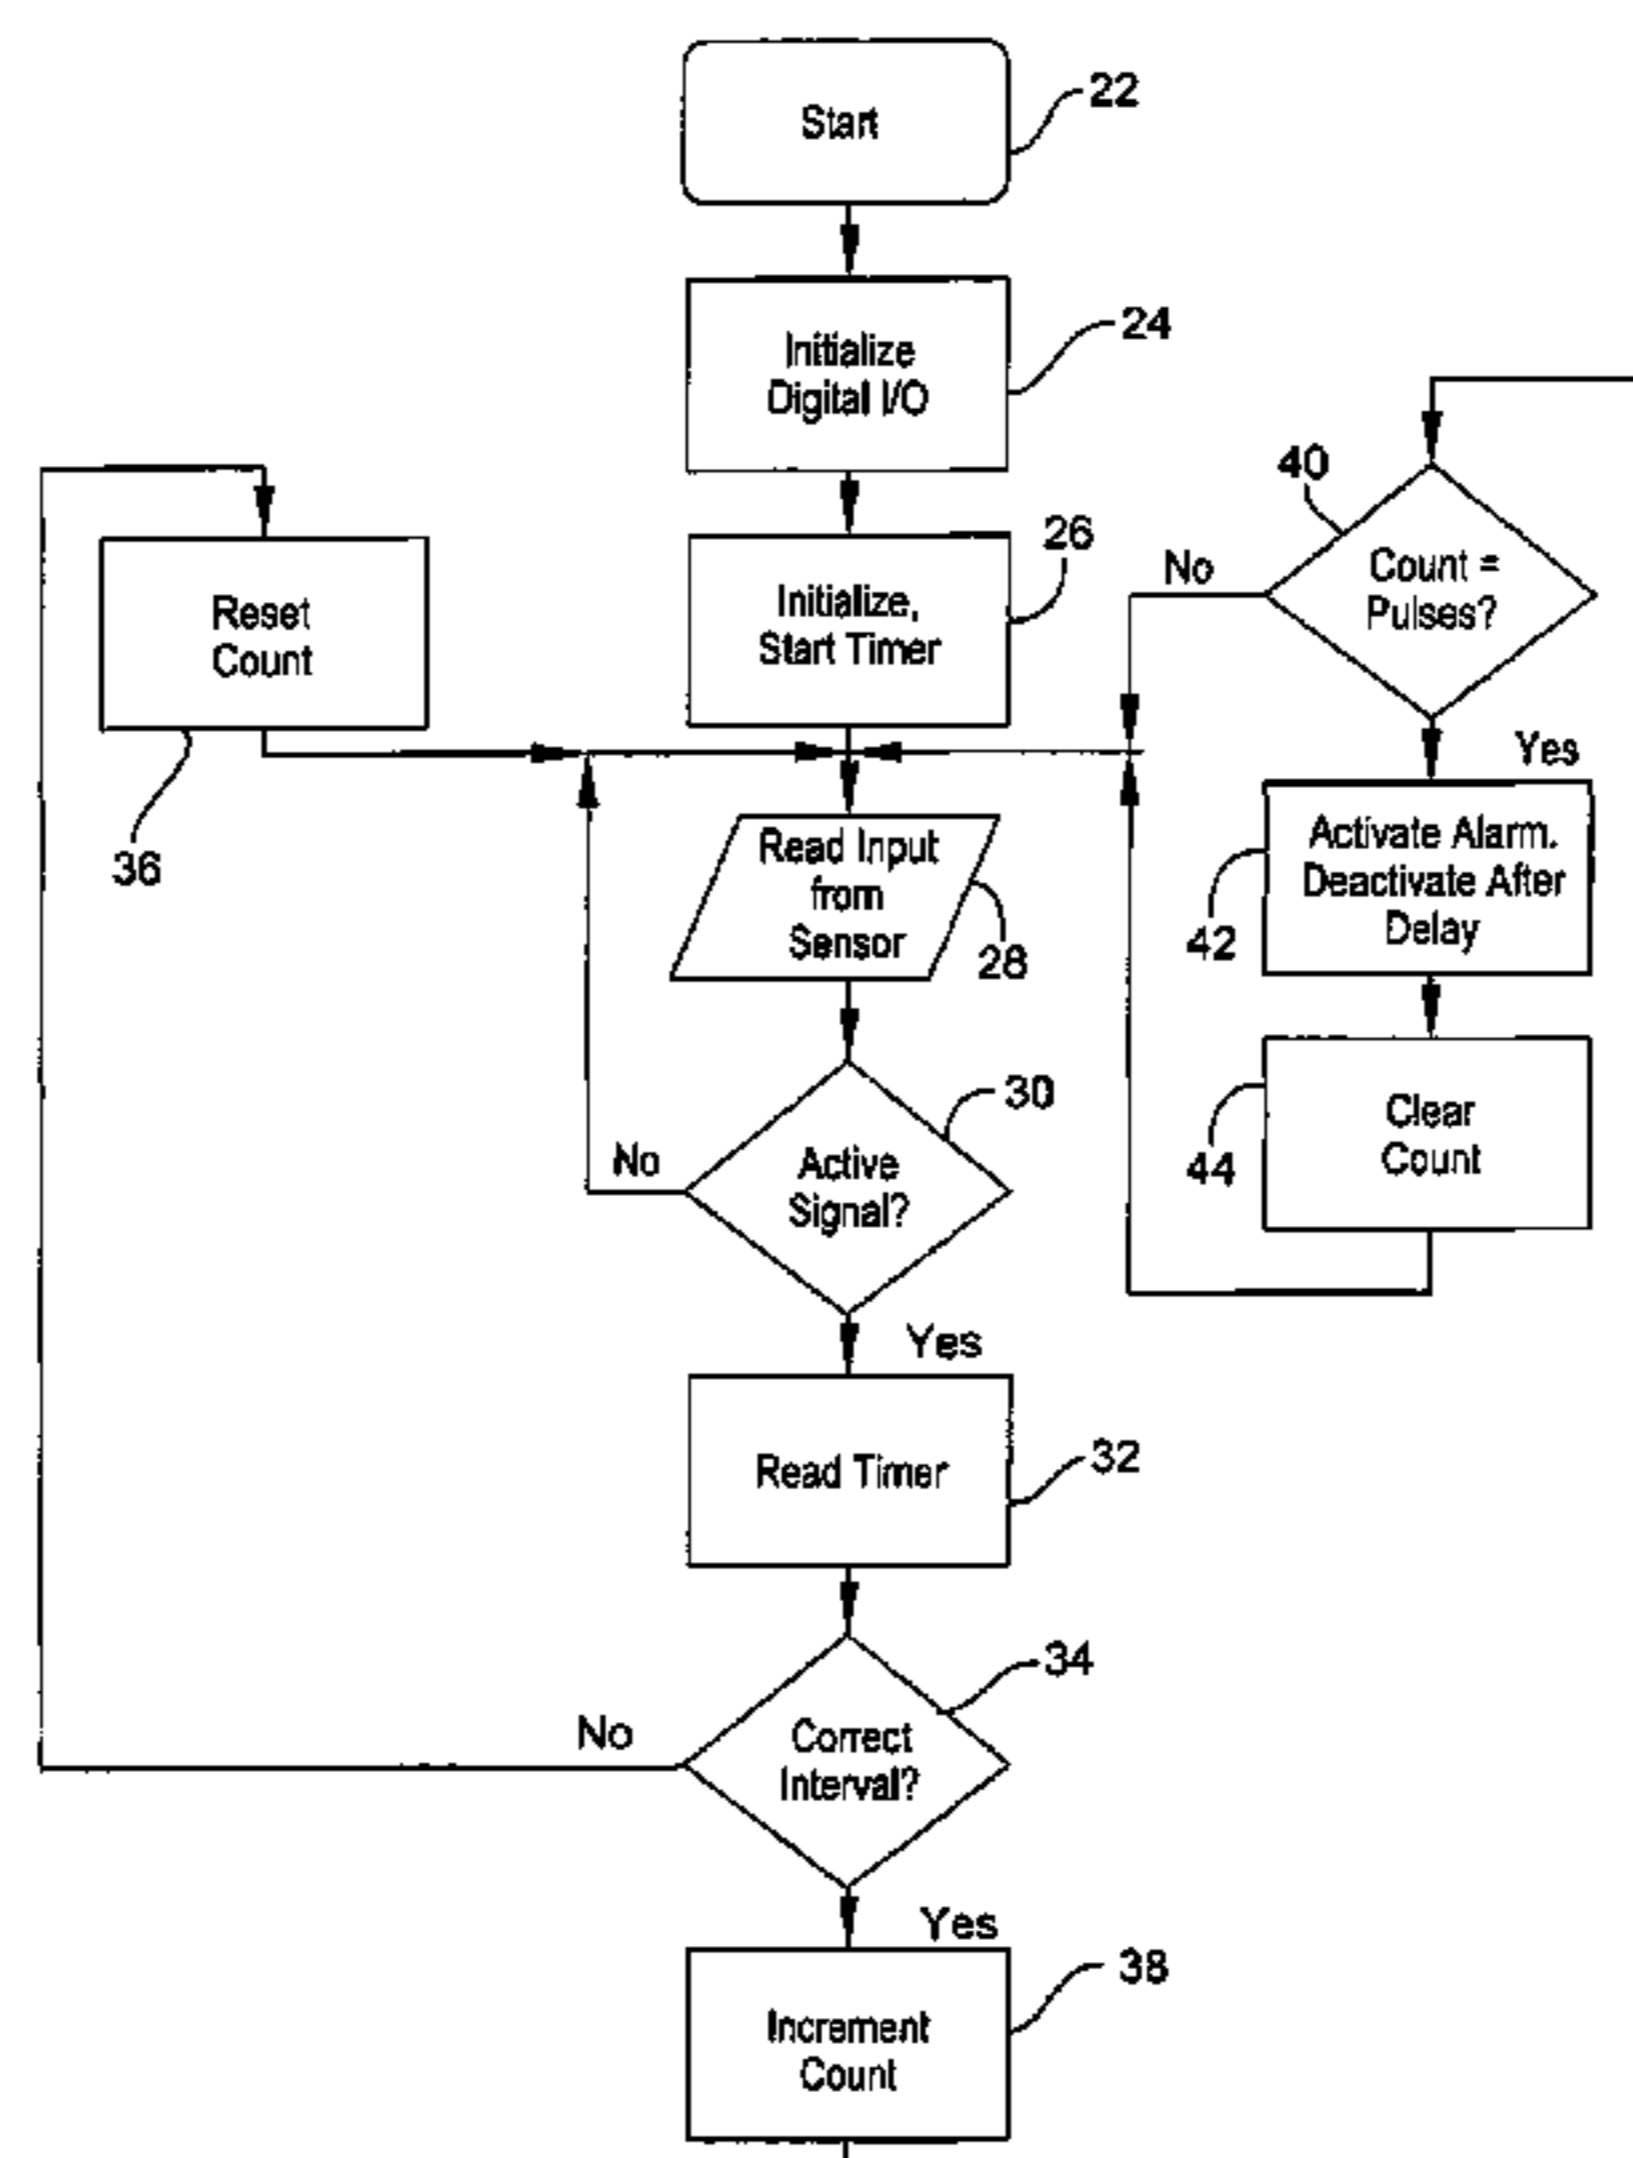 Start
22
Initialize
Digital I/O
24
Initialize,
Start Timer
26
Reset
Count
36
Read Input
from
Sensor
28
Active
Signal?
30
No
Yes
Read Timer
32
Correct
Interval?
34
No
Yes
Increment
Count
38
40
Count =
Pulses?
No
Yes
Activate Alarm.
Deactivate After
Delay
42
Clear
Count
44